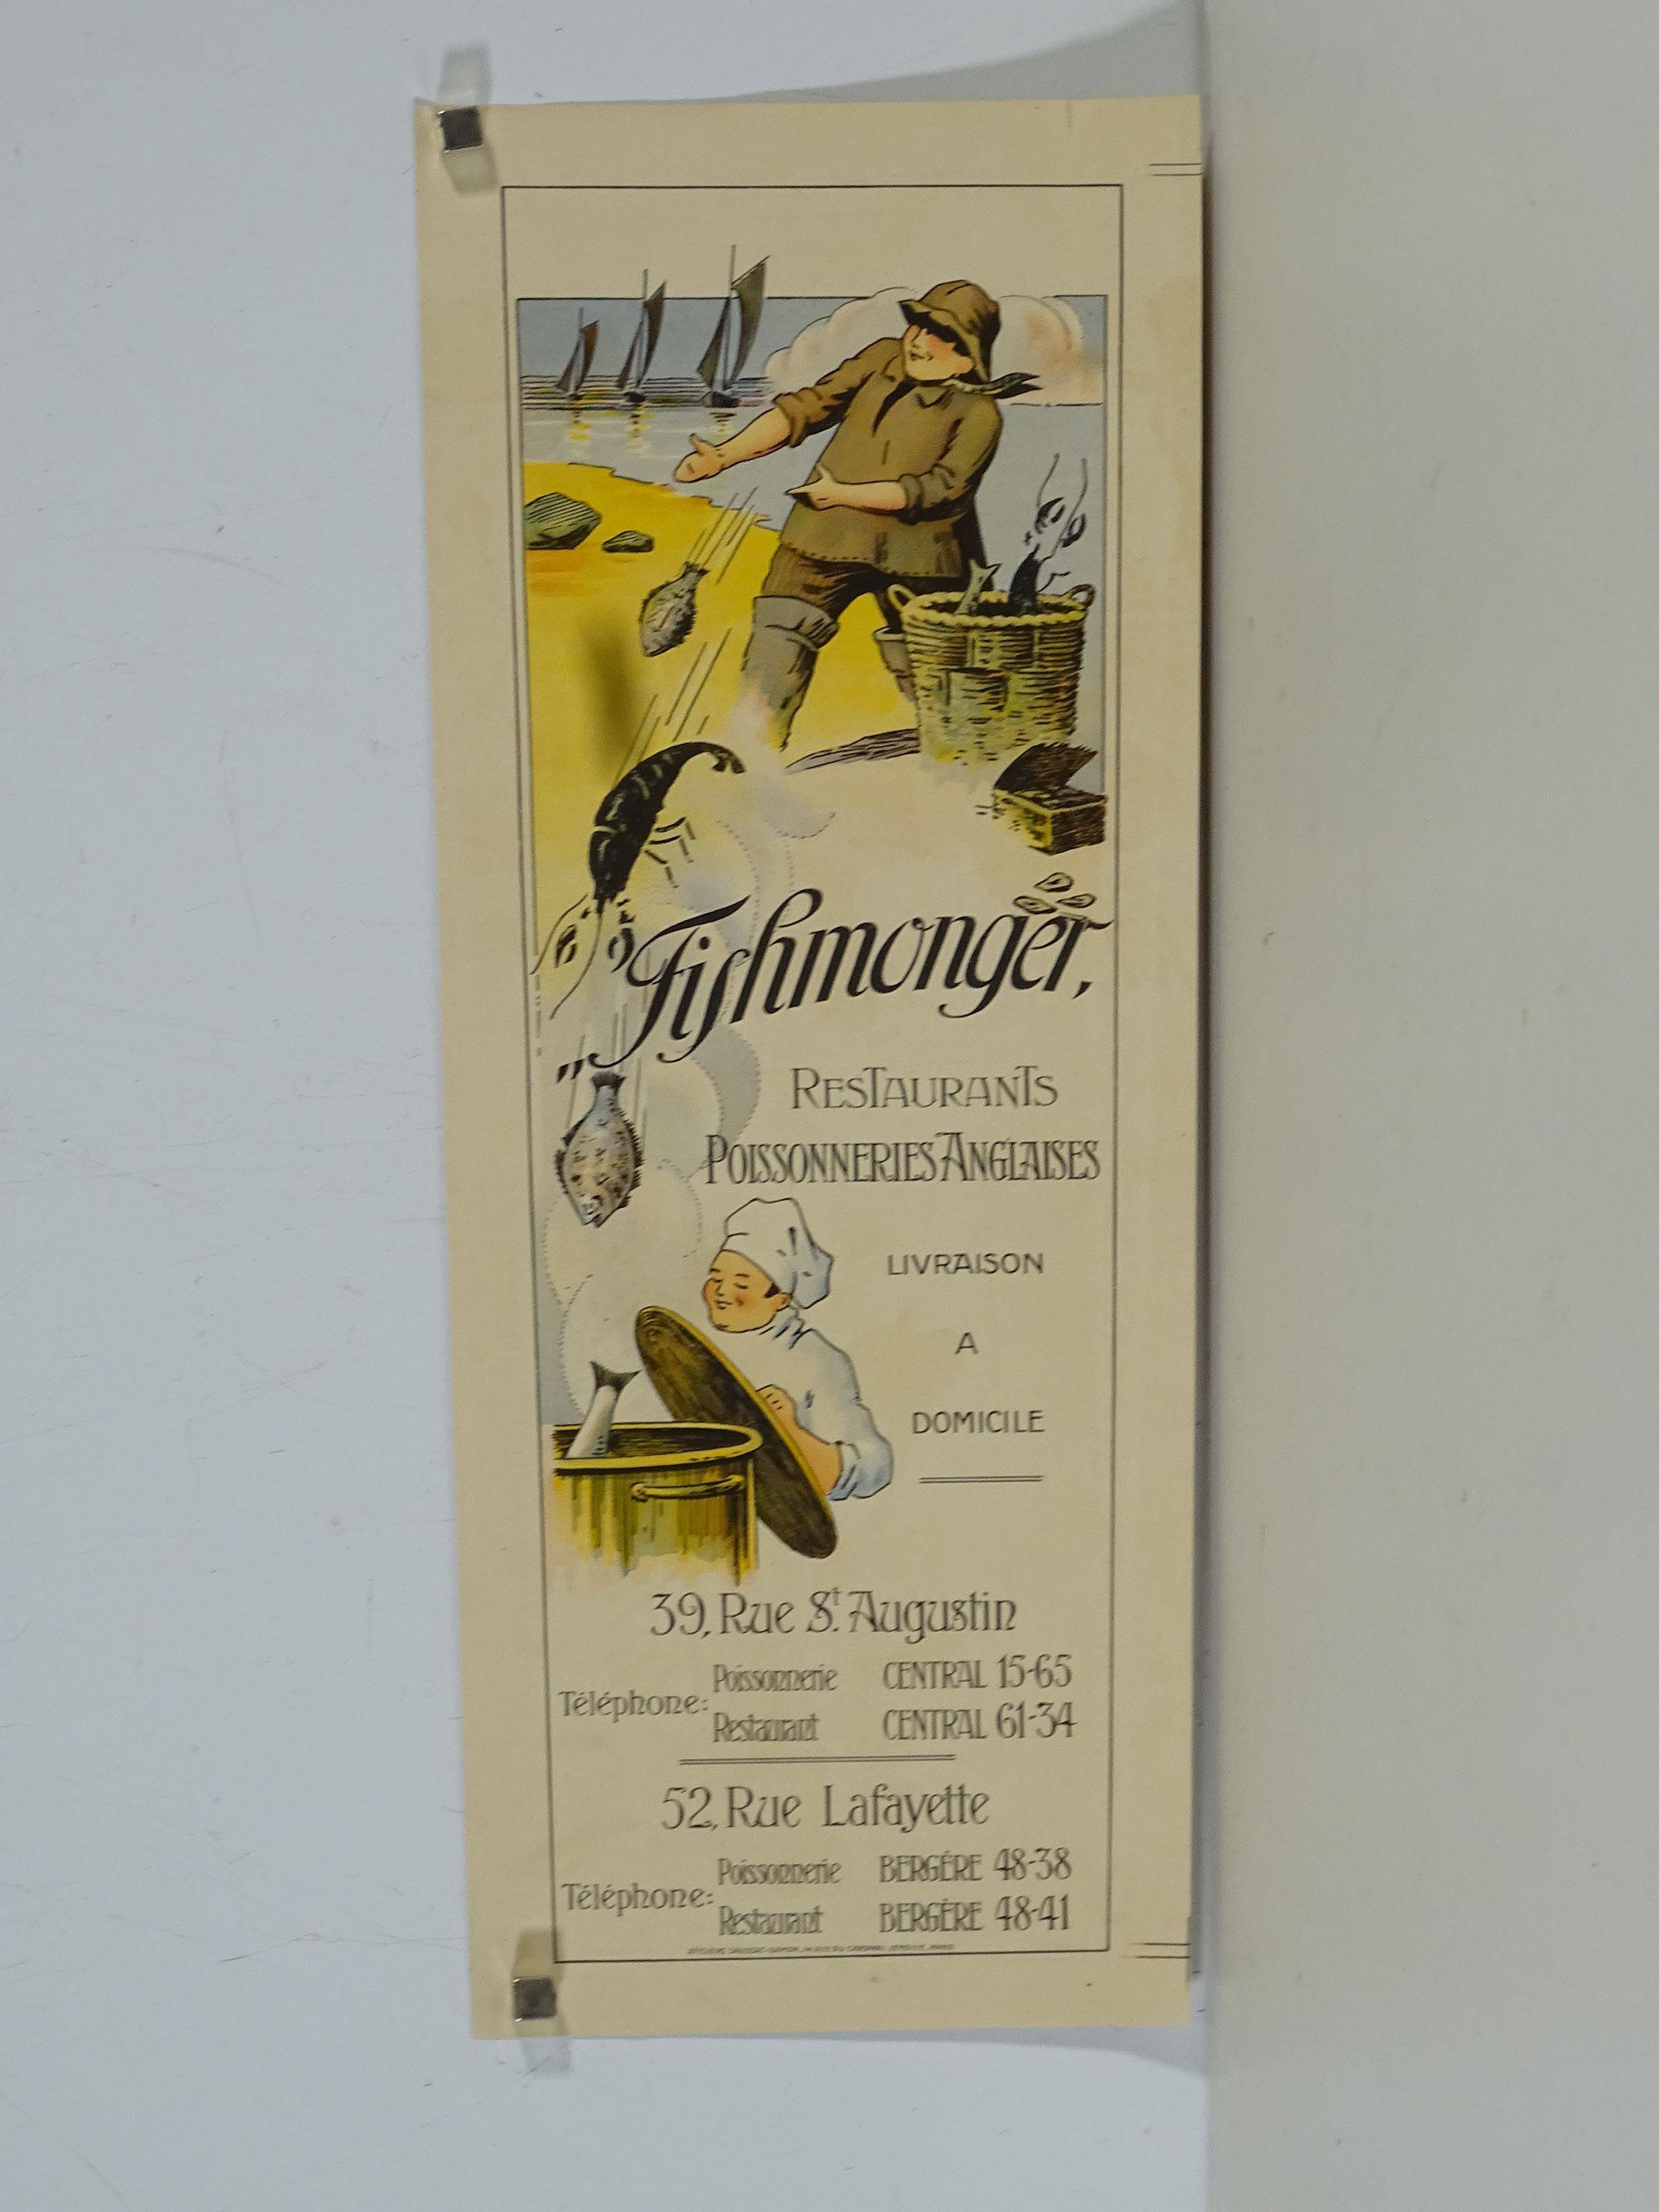 „Fishmonger,
RESTAURANTS
POISSONNERIES ANGLAISES
LIVRAISON
A
DOMICILE
39, Rue St. Augustin
Téléphone: Poissonnerie CENTRAL 15-65
Restaurant CENTRAL 61-34
52, Rue Lafayette
Téléphone: Poissonnerie BERGÈRE 48-38
Restaurant BERGÈRE 48-41